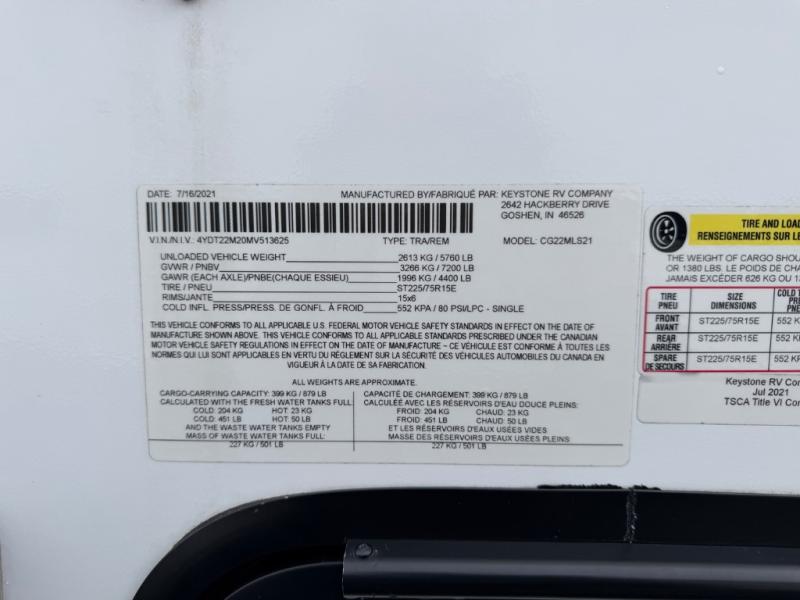 DATE: 7/16/2021 MANUFACTURED BY/FABRIQUÉ PAR: KEYSTONE RV COMPANY
2642 HACKBERRY DRIVE
GOSHEN, IN 46526
V.I.N./N.I.V.: 4YDT22M20MV513625 TYPE: TRA/REM MODEL: CG22MLS21
UNLOADED VEHICLE WEIGHT: 2613 KG / 5760 LB
GVWR / PNBV 3266 KG / 7200 LB
GAWR (EACH AXLE)/PNBE(CHAQUE ESSIEU) 1996 KG / 4400 LB
TIRE / PNEU ST225/75R15E
RIMS/JANTE 15x6
COLD INFL. PRESS/PRESS. DE GONFL. À FROID 552 KPA / 80 PSI/LPC - SINGLE
THIS VEHICLE CONFORMS TO ALL APPLICABLE U.S. FEDERAL MOTOR VEHICLE SAFETY STANDARDS IN EFFECT ON THE DATE OF
MANUFACTURE SHOWN ABOVE. THIS VEHICLE CONFORMS TO ALL APPLICABLE STANDARDS PRESCRIBED UNDER THE CANADIAN
MOTOR VEHICLE SAFETY REGULATIONS IN EFFECT ON THE DATE OF MANUFACTURE ~ CE VÉHICULE EST CONFORME À TOUTES LES
NORMES QUI LUI SONT APPLICABLES EN VERTU DU RÉGLEMENT SUR LA SÉCURITÉ DES VÉHICULES AUTOMOBILES DU CANADA EN
VIGUEUR À LA DATE DE SA FABRICATION.
ALL WEIGHTS ARE APPROXIMATE.
CARGO-CARRYING CAPACITY: 399 KG / 879 LB CAPACITÉ DE CHARGEMENT: 399 KG / 879 LB
CALCULATED WITH THE FRESH WATER TANKS FULL: CALCULÉE AVEC LES RÉSERVOIRS D'EAU DOUCE PLEINS:
COLD: 204 KG HOT: 23 KG FROID: 204 KG CHAUD: 23 KG
COLD: 451 LB HOT: 50 LB FROID: 451 LB CHAUD: 50 LB
AND THE WASTE WATER TANKS EMPTY ET LES RÉSERVOIRS D'EAUX USÉES VIDES
MASS OF WASTE WATER TANKS FULL: MASSE DES RÉSERVOIRS D'EAUX USÉES PLEINS
227 KG / 501 LB 227 KG / 501 LB
TIRE AND LOAD
RENSEIGNEMENTS SUR LE
THE WEIGHT OF CARGO SHOU
OR 1380 LBS. LE POIDS DE CHA
JAMAIS EXCÉDER 626 KG OU 1
TIRE SIZE COLD T
PNEU DIMENSIONS PRE
PNE
FRONT
AVANT ST225/75R15E 552 K
REAR
ARRIÈRE ST225/75R15E 552 K
SPARE
DE SECOURS ST225/75R15E 552 K
Keystone RV Com
Jul 2021
TSCA Title VI Com